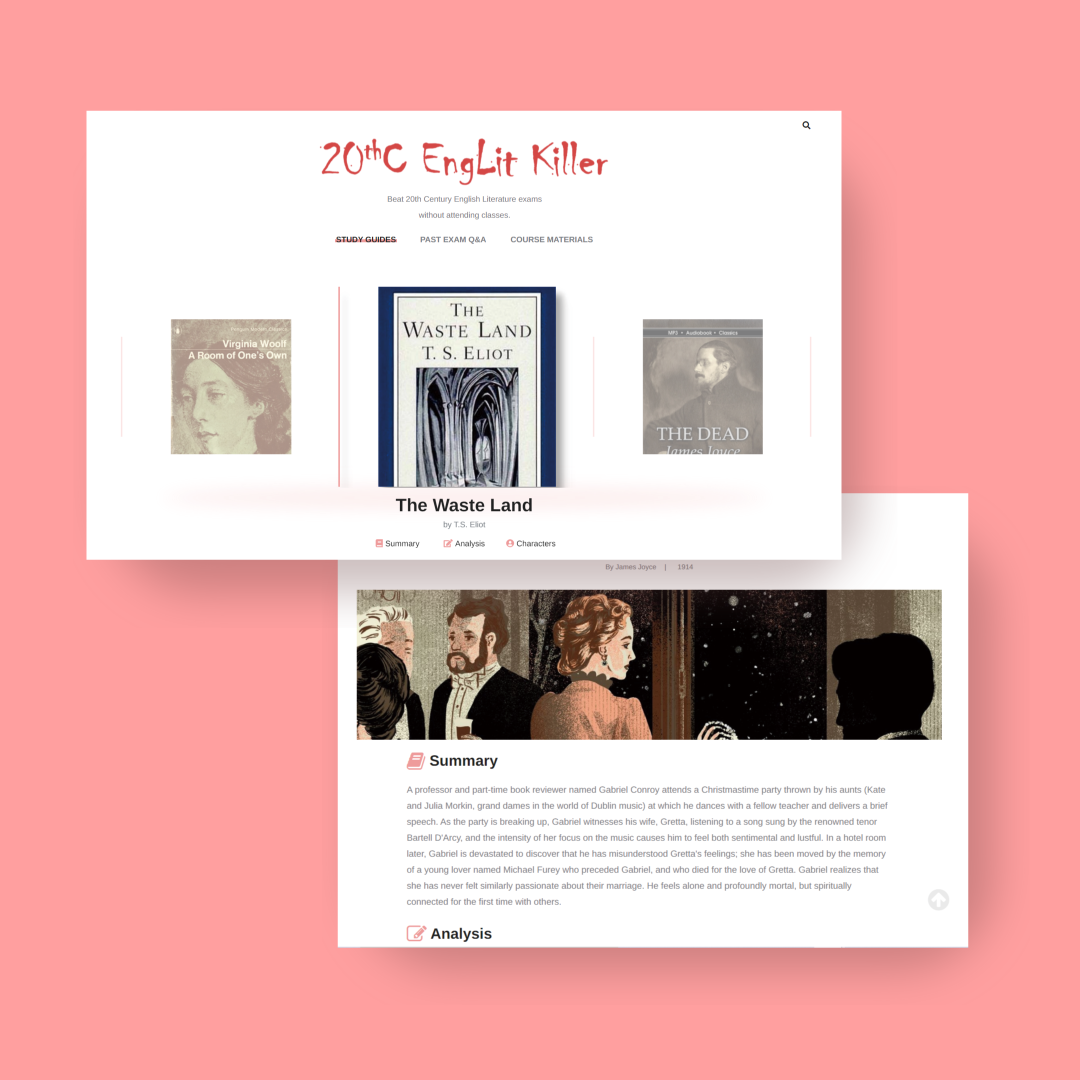 20thC EngLit Killer
Beat 20th Century English Literature exams
without attending classes.
STUDY GUIDES PAST EXAM Q&A COURSE MATERIALS
Virginia Woolf
A Room of One's Own
THE
WASTE LAND
T. S. ELIOT
MP3 • Audiobook • Classics
THE DEAD
James Joyce
The Waste Land
by T.S. Eliot
Summary Analysis Characters
By James Joyce | 1914
Summary
A professor and part-time book reviewer named Gabriel Conroy attends a Christmastime party thrown by his aunts (Kate
and Julia Morkin, grand dames in the world of Dublin music) at which he dances with a fellow teacher and delivers a brief
speech. As the party is breaking up, Gabriel witnesses his wife, Gretta, listening to a song sung by the renowned tenor
Bartell D'Arcy, and the intensity of her focus on the music causes him to feel both sentimental and lustful. In a hotel room
later, Gabriel is devastated to discover that he has misunderstood Gretta's feelings; she has been moved by the memory
of a young lover named Michael Furey who preceded Gabriel, and who died for the love of Gretta. Gabriel realizes that
she has never felt similarly passionate about their marriage. He feels alone and profoundly mortal, but spiritually
connected for the first time with others.
Analysis